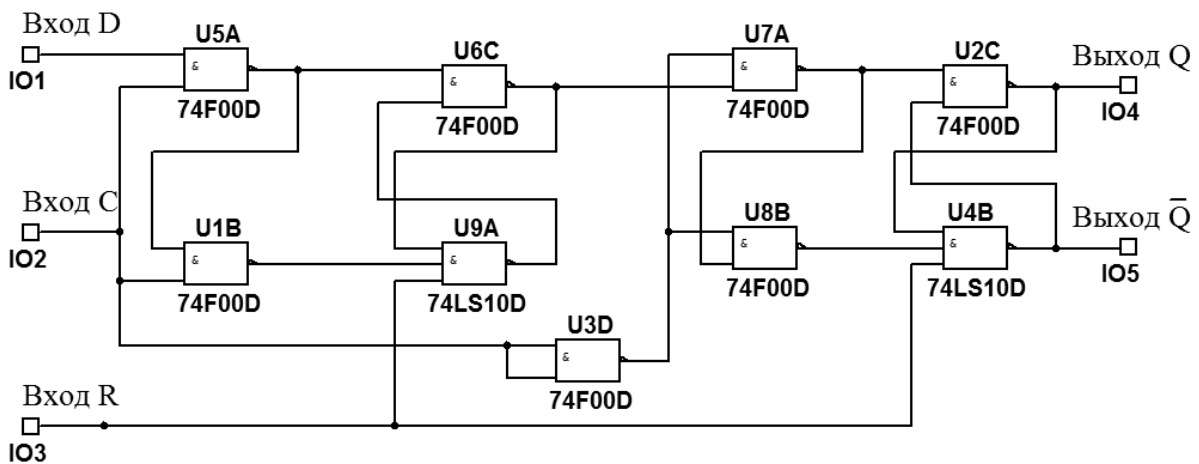 Вход D
IO1
U5A
&
74F00D
U6C
&
74F00D
U7A
&
74F00D
U2C
&
74F00D
Выход Q
IO4
Вход C
IO2
U1B
&
74F00D
U9A
&
74LS10D
U8B
&
74F00D
U4B
&
74LS10D
Выход Q̅
IO5
U3D
&
74F00D
Вход R
IO3